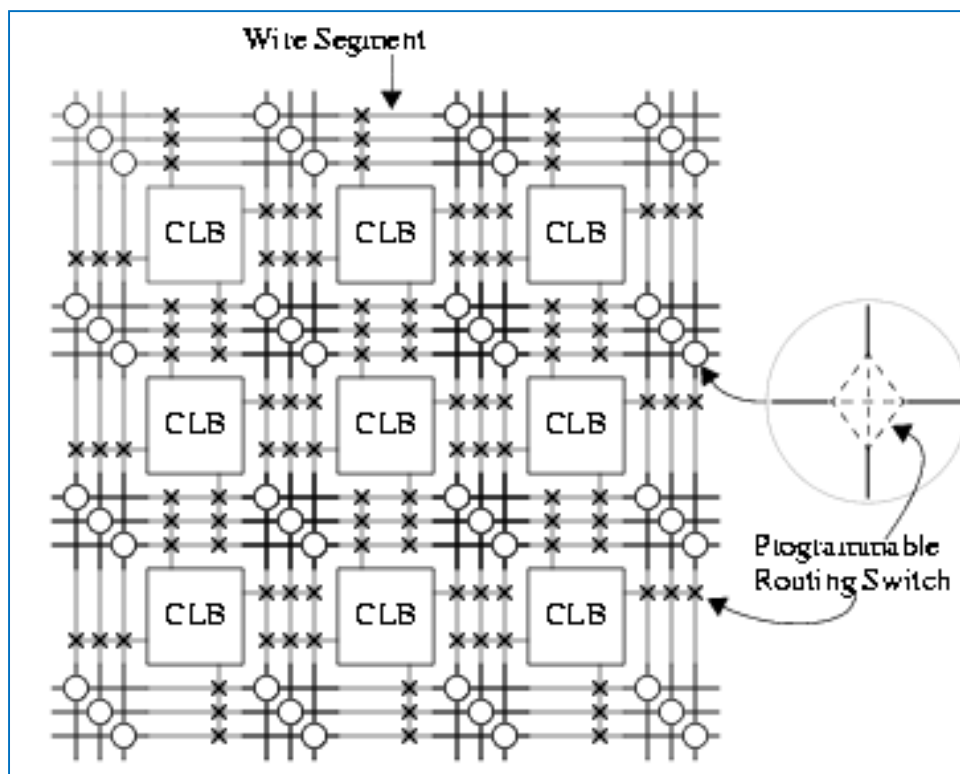 Wire Segment
CLB CLB CLB
CLB CLB CLB
Programmable
Routing Switch
CLB CLB CLB